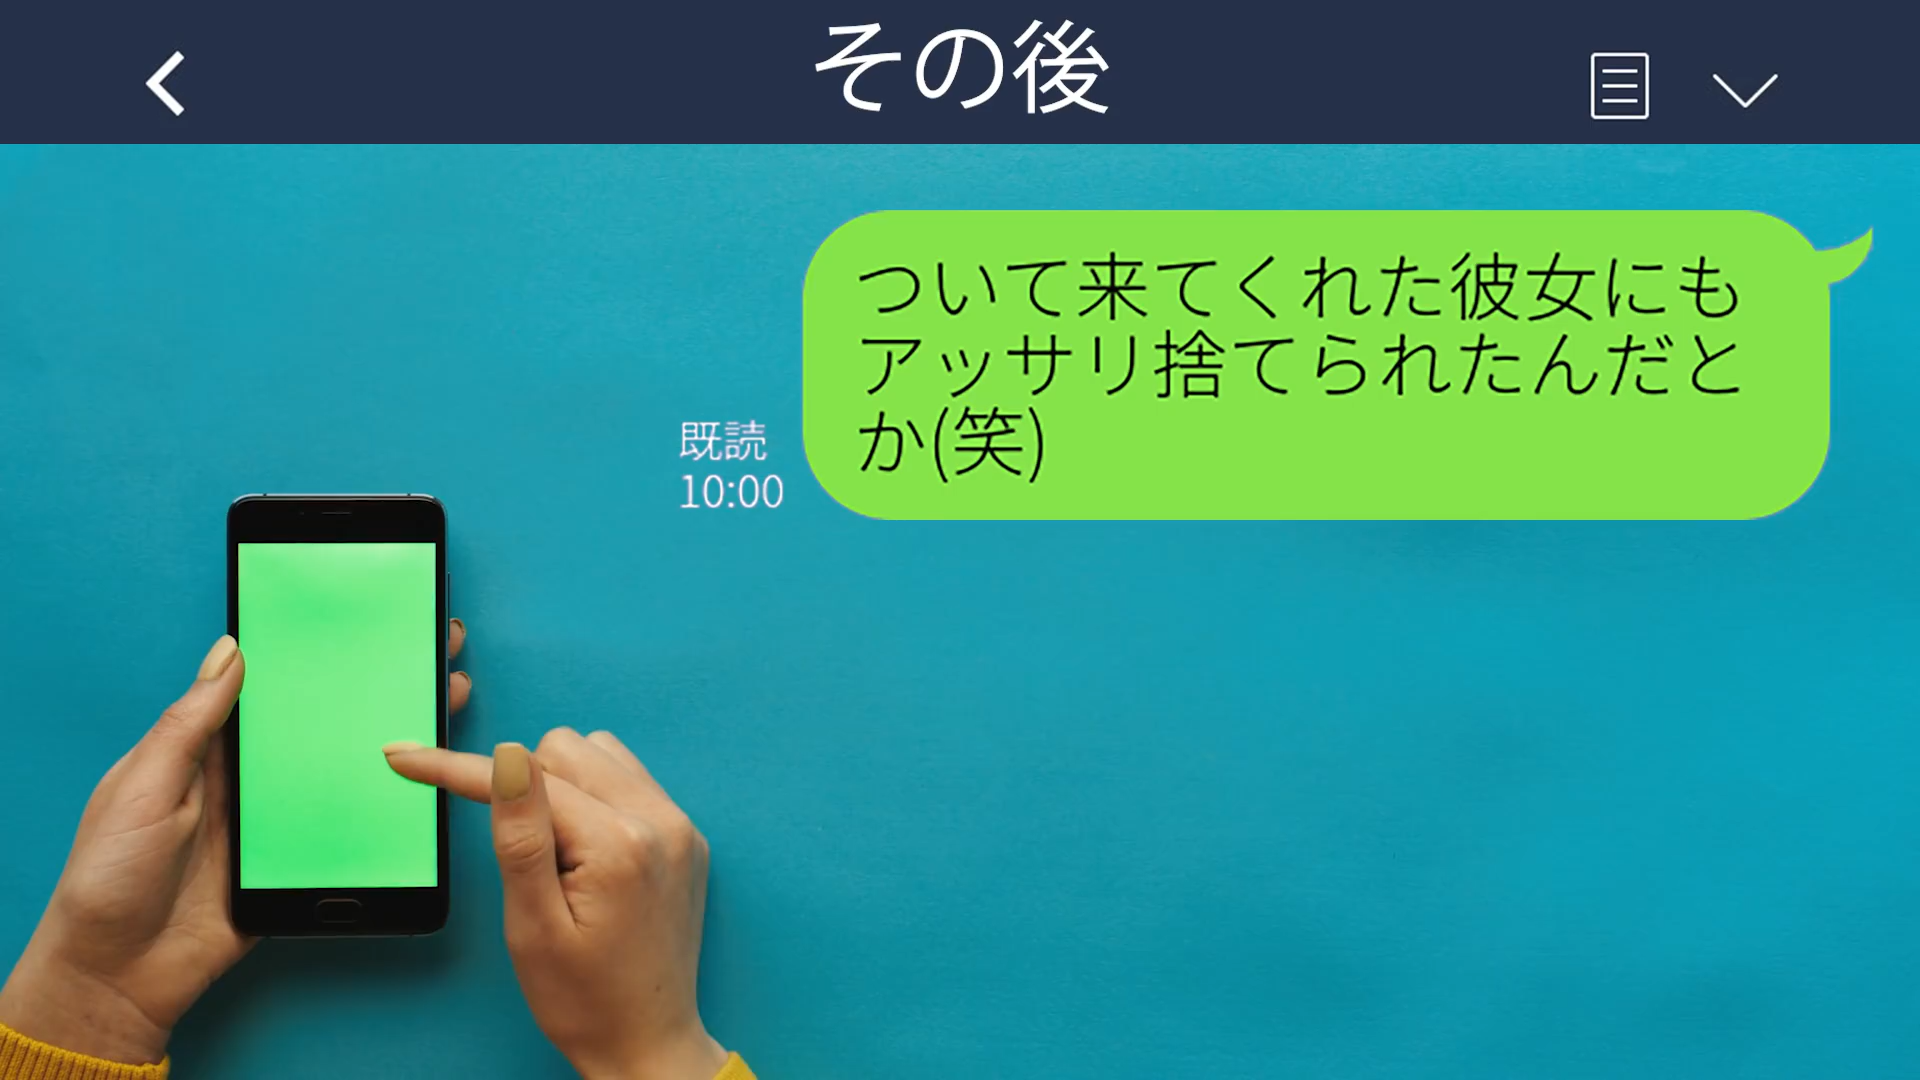 その後
ついて来てくれた彼女にも
アッサリ捨てられたんだと
か(笑)
既読
10:00